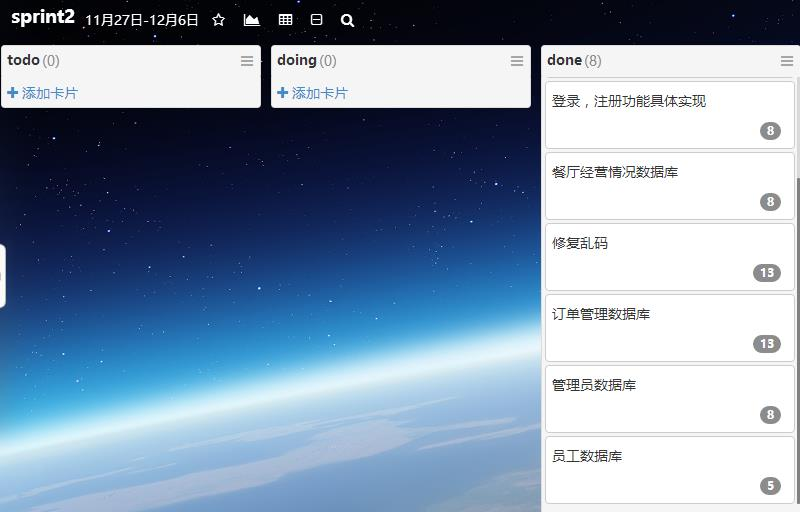 sprint2 11月27日-12月6日
todo (0)
添加卡片
doing (0)
添加卡片
done (8)
登录，注册功能具体实现
8
餐厅经营情况数据库
8
修复乱码
13
订单管理数据库
13
管理员数据库
8
员工数据库
5